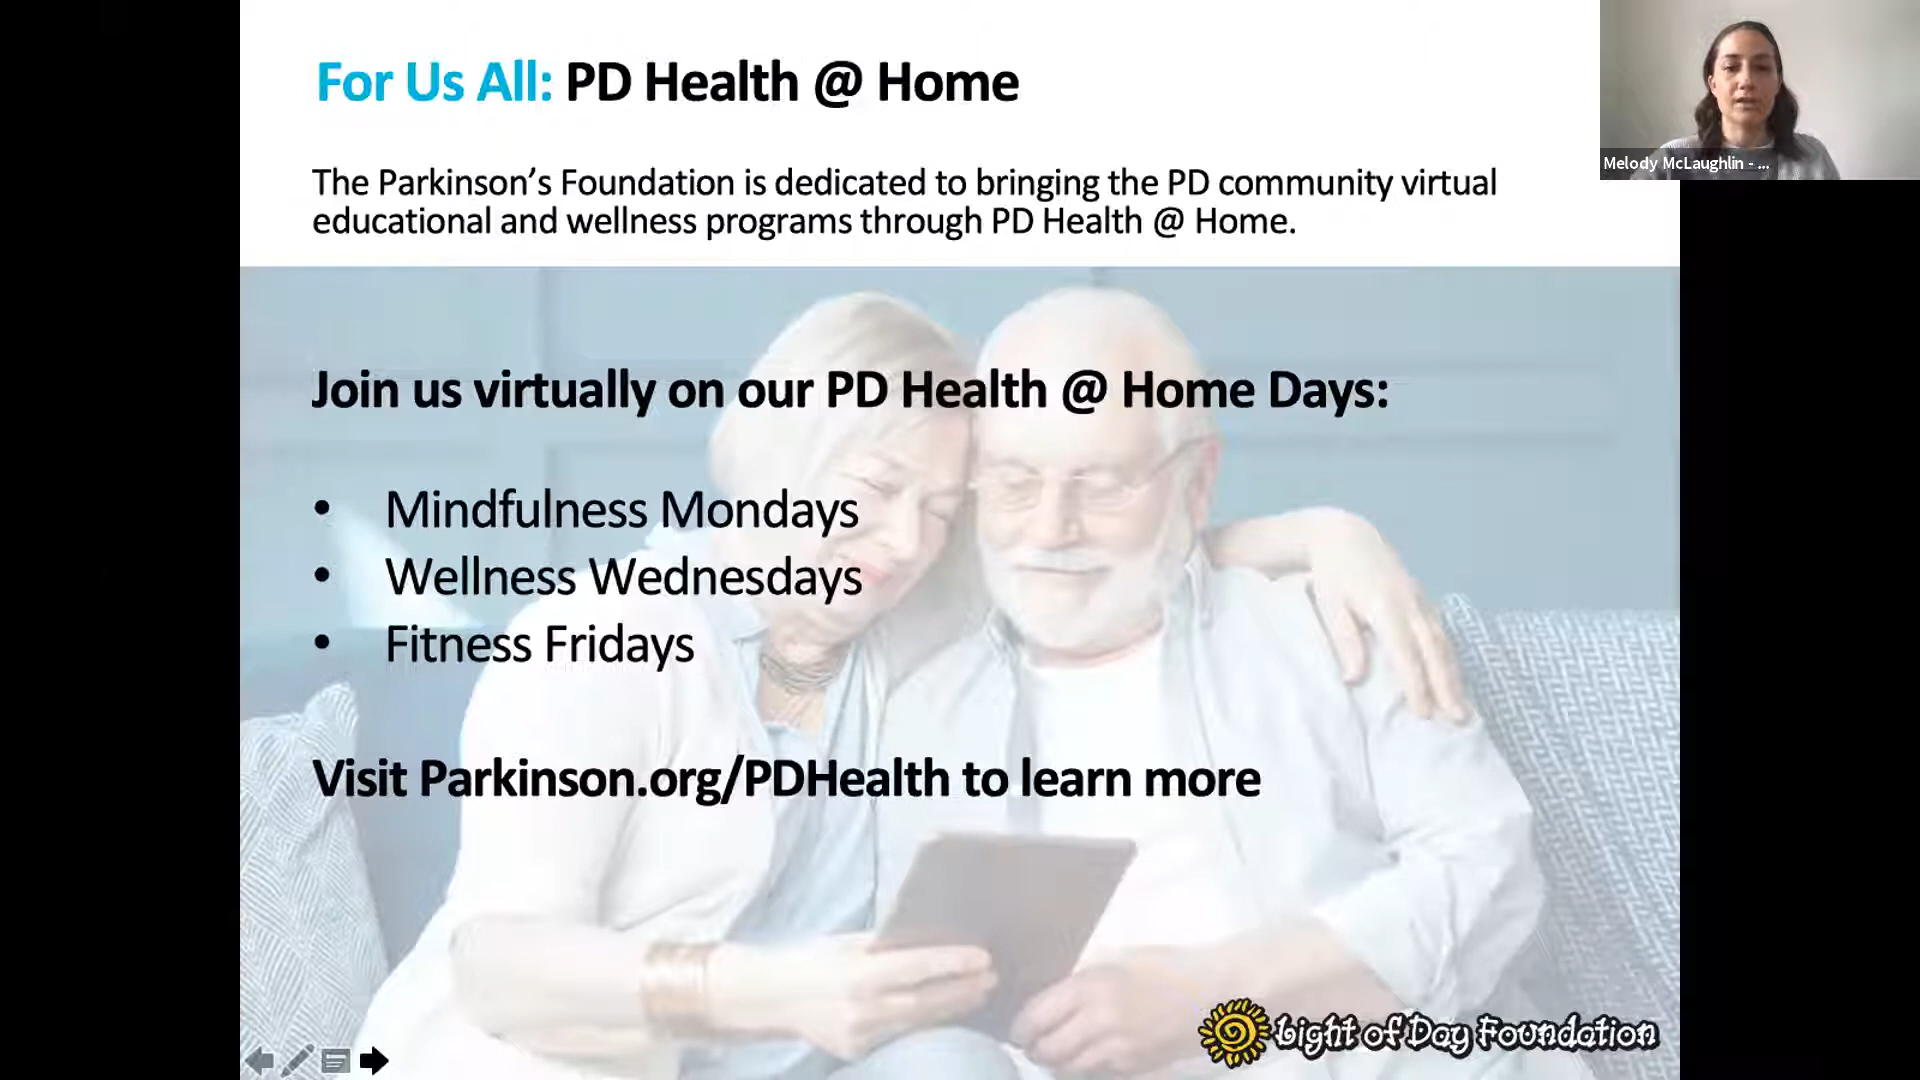 For Us All: PD Health @ Home
The Parkinson’s Foundation is dedicated to bringing the PD community virtual
educational and wellness programs through PD Health @ Home.
Join us virtually on our PD Health @ Home Days:
• Mindfulness Mondays
• Wellness Wednesdays
• Fitness Fridays
Visit Parkinson.org/PDHealth to learn more
Light of Day Foundation
Melody McLaughlin - ...